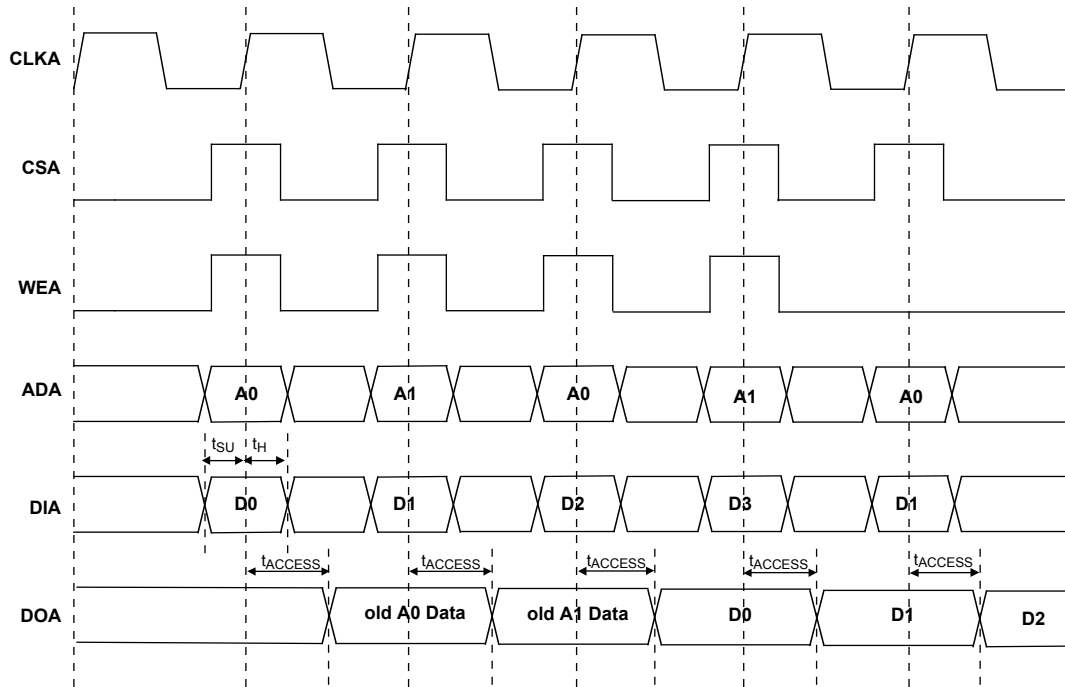 CLKA
CSA
WEA
ADA A0 A1 A0 A1 A0
tSU tH
DIA D0 D1 D2 D3 D1
tACCESS tACCESS tACCESS tACCESS tACCESS
DOA old A0 Data old A1 Data D0 D1 D2